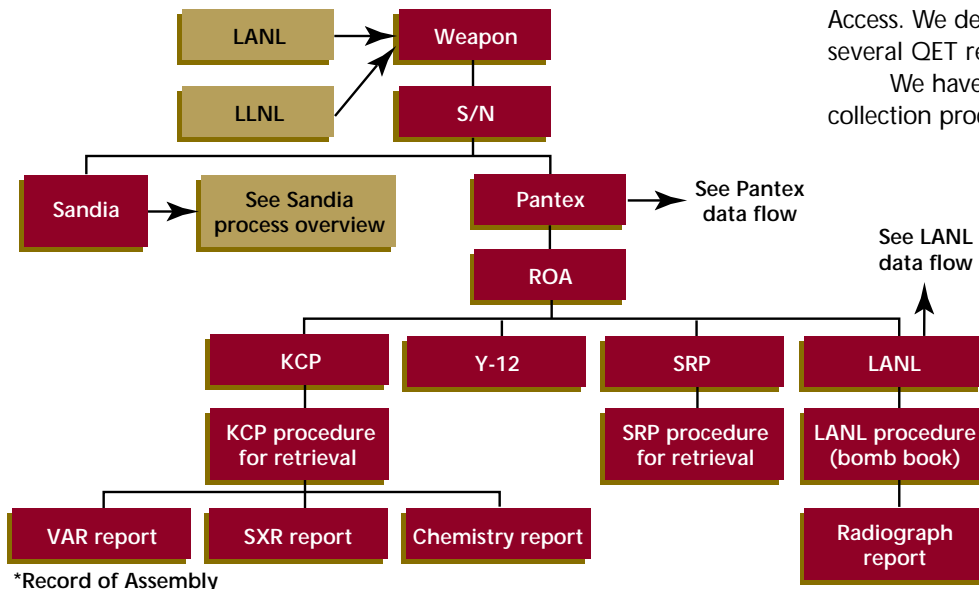 Access. We de
several QET re
We have
collection proc
LANL
Weapon
LLNL
S/N
Sandia
See Sandia
process overview
Pantex
See Pantex
data flow
See LANL
data flow
ROA
KCP
Y-12
SRP
LANL
KCP procedure
for retrieval
SRP procedure
for retrieval
LANL procedure
(bomb book)
VAR report
SXR report
Chemistry report
Radiograph
report
*Record of Assembly